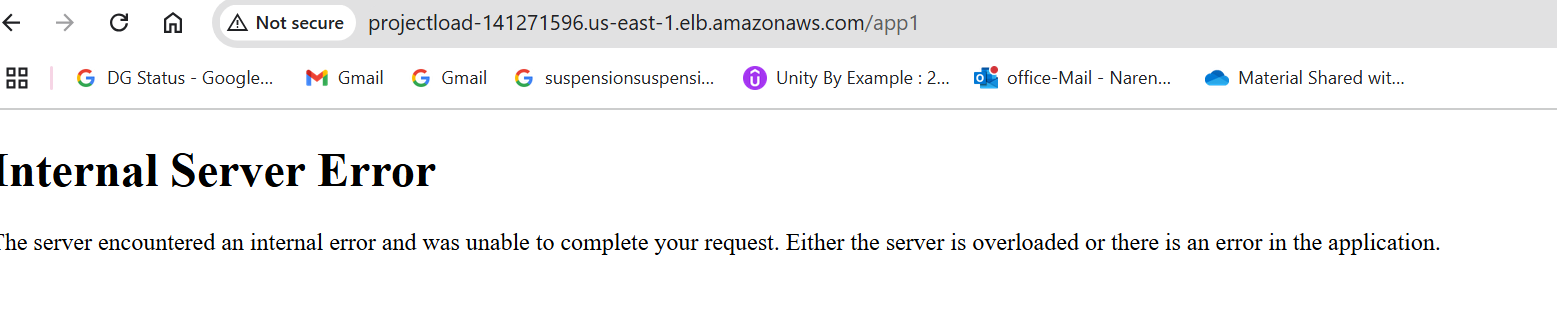 Not secure projectload-141271596.us-east-1.elb.amazonaws.com/app1
DG Status - Google... Gmail Gmail suspensionsuspensi... Unity By Example : 2... office-Mail - Naren... Material Shared wit...
Internal Server Error
The server encountered an internal error and was unable to complete your request. Either the server is overloaded or there is an error in the application.